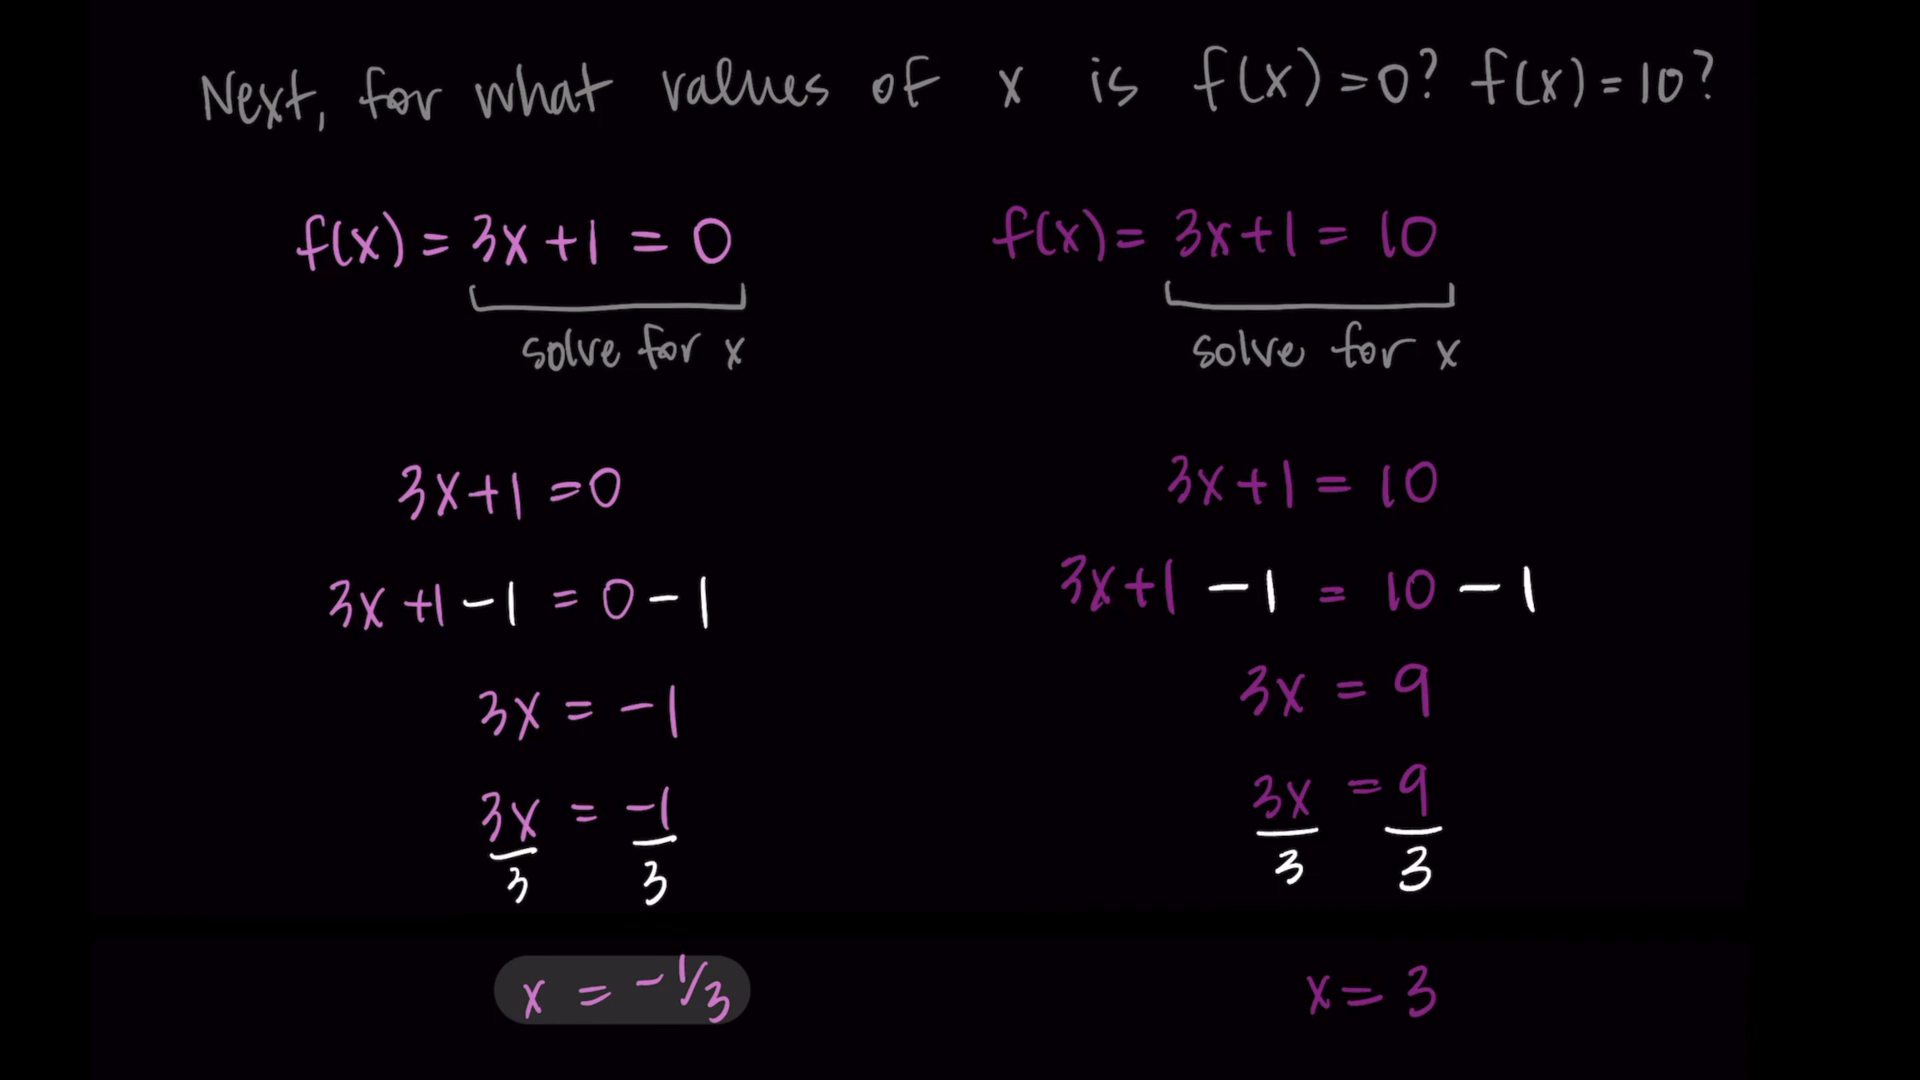 Next, for what values of x is f(x)=0? f(x)=10?
f(x) = 3x+1 = 0
solve for x
3x+1 =0
3x+1-1 = 0-1
3x = -1
3x/3 = -1/3
x = -1/3
f(x) = 3x+1 = 10
solve for x
3x+1 = 10
3x+1 -1 = 10 -1
3x = 9
3x/3 = 9/3
x = 3